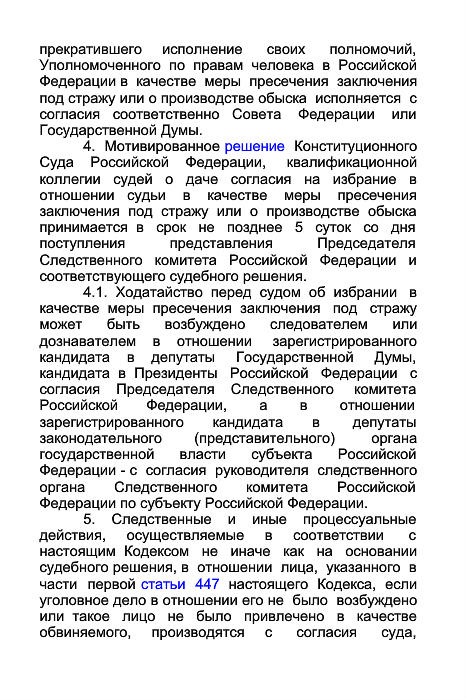 прекратившего исполнение своих полномочий,
Уполномоченного по правам человека в Российской
Федерации в качестве меры пресечения заключения
под стражу или о производстве обыска исполняется с
согласия соответственно Совета Федерации или
Государственной Думы.
4. Мотивированное решение Конституционного
Суда Российской Федерации, квалификационной
коллегии судей о даче согласия на избрание в
отношении судьи в качестве меры пресечения
заключения под стражу или о производстве обыска
принимается в срок не позднее 5 суток со дня
поступления представления Председателя
Следственного комитета Российской Федерации и
соответствующего судебного решения.
4.1. Ходатайство перед судом об избрании в
качестве меры пресечения заключения под стражу
может быть возбуждено следователем или
дознавателем в отношении зарегистрированного
кандидата в депутаты Государственной Думы,
кандидата в Президенты Российской Федерации с
согласия Председателя Следственного комитета
Российской Федерации, а в отношении
зарегистрированного кандидата в депутаты
законодательного (представительного) органа
государственной власти субъекта Российской
Федерации - с согласия руководителя следственного
органа Следственного комитета Российской
Федерации по субъекту Российской Федерации.
5. Следственные и иные процессуальные
действия, осуществляемые в соответствии с
настоящим Кодексом не иначе как на основании
судебного решения, в отношении лица, указанного в
части первой статьи 447 настоящего Кодекса, если
уголовное дело в отношении его не было возбуждено
или такое лицо не было привлечено в качестве
обвиняемого, производятся с согласия суда,